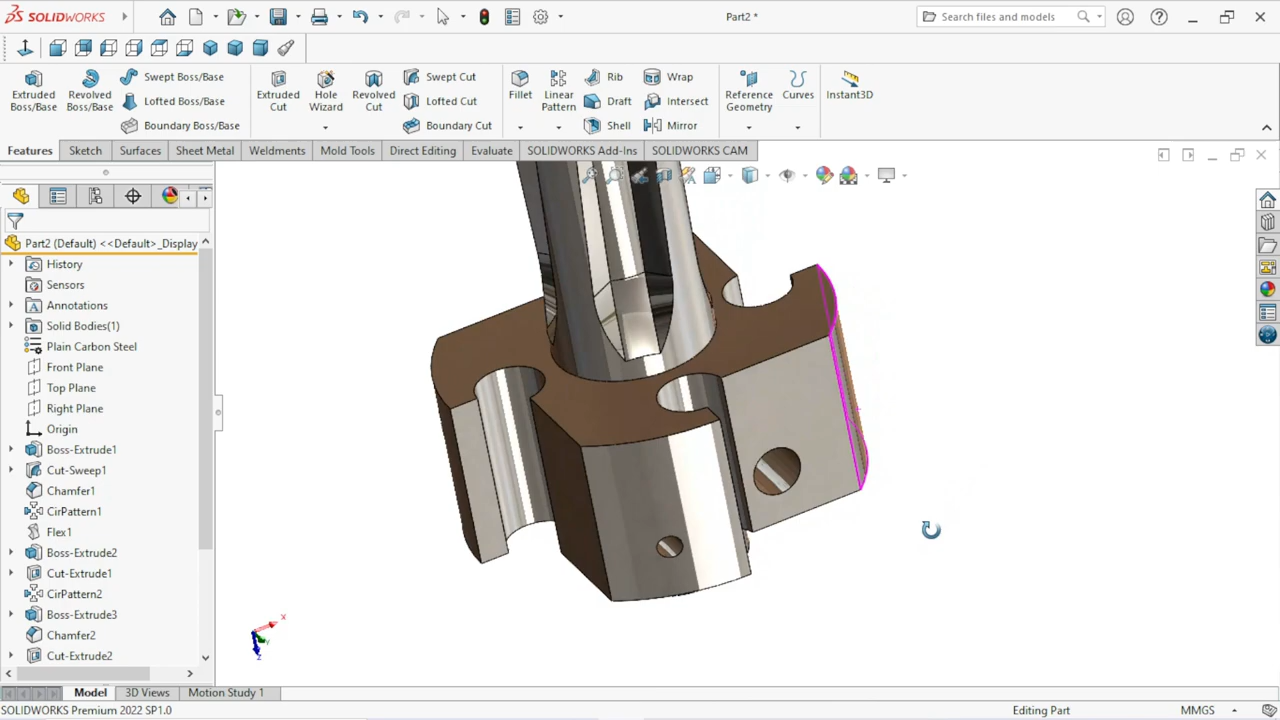 SOLIDWORKS
Part2 *
Search files and models
Extruded Boss/Base
Revolved Boss/Base
Swept Boss/Base
Lofted Boss/Base
Boundary Boss/Base
Extruded Cut
Hole Wizard
Revolved Cut
Swept Cut
Lofted Cut
Boundary Cut
Fillet
Linear Pattern
Rib
Draft
Shell
Wrap
Intersect
Mirror
Reference Geometry
Curves
Instant3D
Features
Sketch
Surfaces
Sheet Metal
Weldments
Mold Tools
Direct Editing
Evaluate
SOLIDWORKS Add-Ins
SOLIDWORKS CAM
Part2 (Default) <<Default>_Display
History
Sensors
Annotations
Solid Bodies(1)
Plain Carbon Steel
Front Plane
Top Plane
Right Plane
Origin
Boss-Extrude1
Cut-Sweep1
Chamfer1
CirPattern1
Flex1
Boss-Extrude2
Cut-Extrude1
CirPattern2
Boss-Extrude3
Chamfer2
Cut-Extrude2
X
Y
Z
Model
3D Views
Motion Study 1
SOLIDWORKS Premium 2022 SP1.0
Editing Part
MMGS